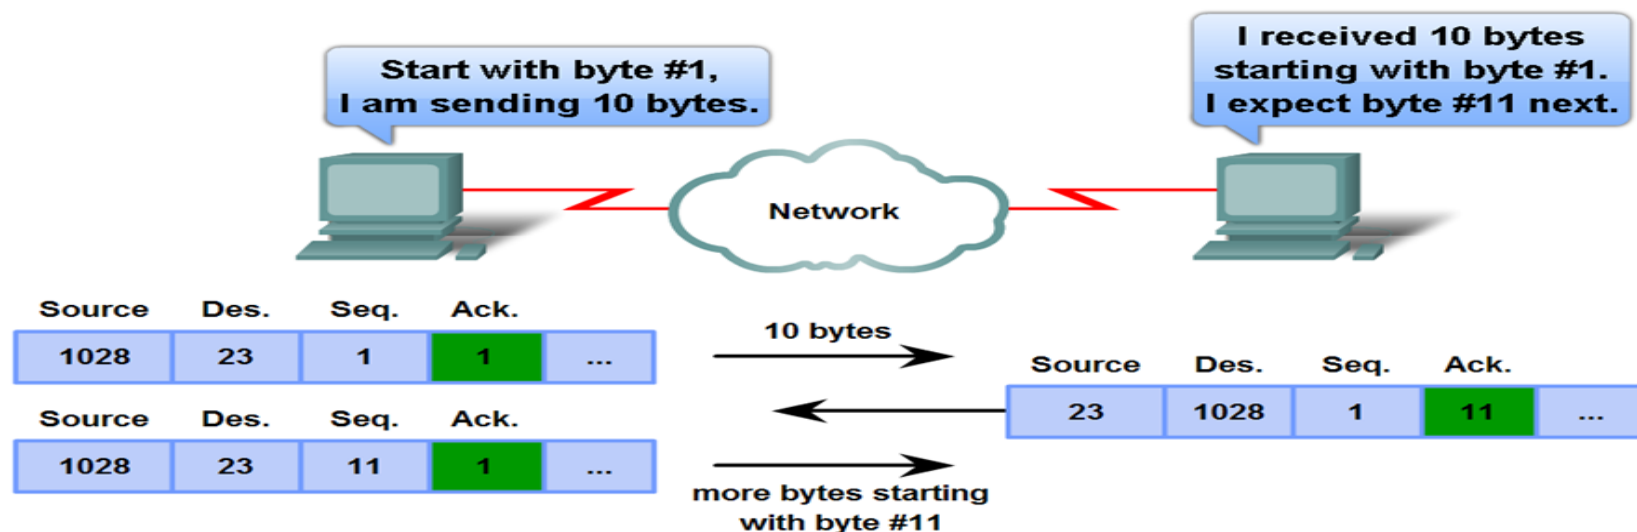 Start with byte #1,
I am sending 10 bytes.
I received 10 bytes
starting with byte #1.
I expect byte #11 next.
Network
Source Des. Seq. Ack.
1028 23 1 1 ...
10 bytes
Source Des. Seq. Ack.
23 1028 1 11 ...
Source Des. Seq. Ack.
1028 23 11 1 ...
more bytes starting
with byte #11